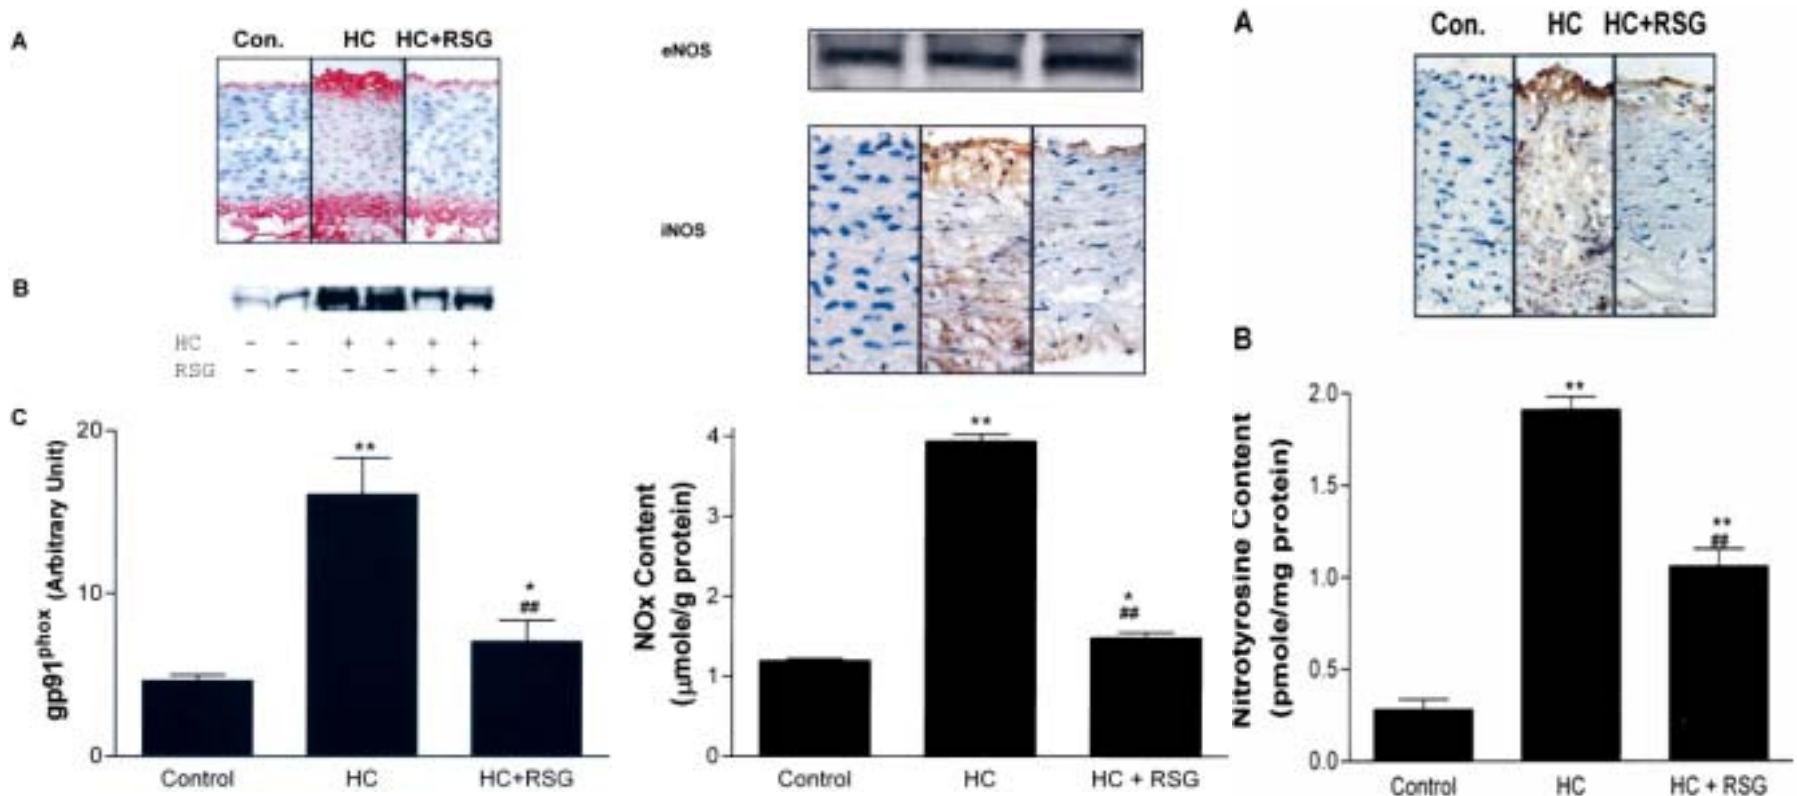 A
Con. HC HC+RSG
B
HC - - + + + +
RSG - - - - + +
C
gp91phox (Arbitrary Unit)
20
10
0
**
*
##
Control HC HC+RSG
eNOS
iNOS
NOx Content
(μmole/g protein)
4
3
2
1
0
**
*
##
Control HC HC + RSG
A
Con. HC HC+RSG
B
Nitrotyrosine Content
(pmole/mg protein)
2.0
1.5
1.0
0.5
0.0
**
**
##
Control HC HC + RSG